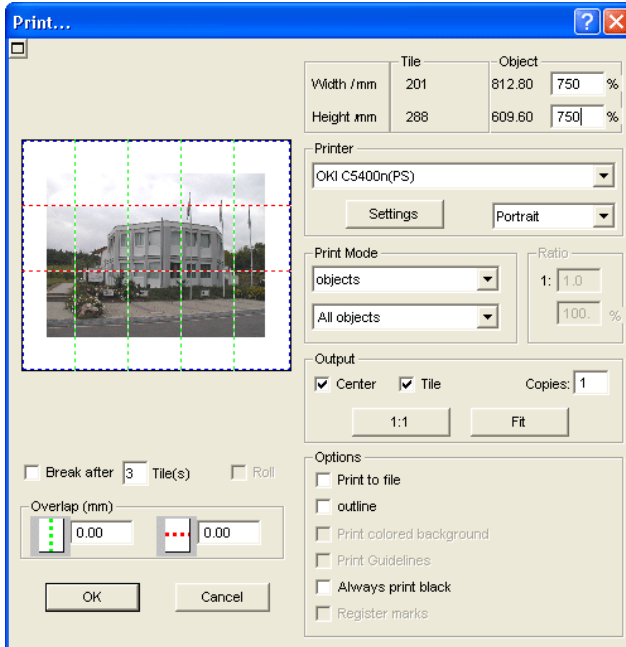 Print...
Tile Object
Width /mm 201 812.80 750 %
Height /mm 288 609.60 750 %
Printer
OKI C5400n(PS)
Settings Portrait
Print Mode Ratio
objects 1: 1.0
All objects 100. %
Output
Center Tile Copies: 1
1:1 Fit
Break after 3 Tile(s) Roll
Overlap (mm)
0.00 0.00
OK Cancel
Options
Print to file
outline
Print colored background
Print Guidelines
Always print black
Register marks